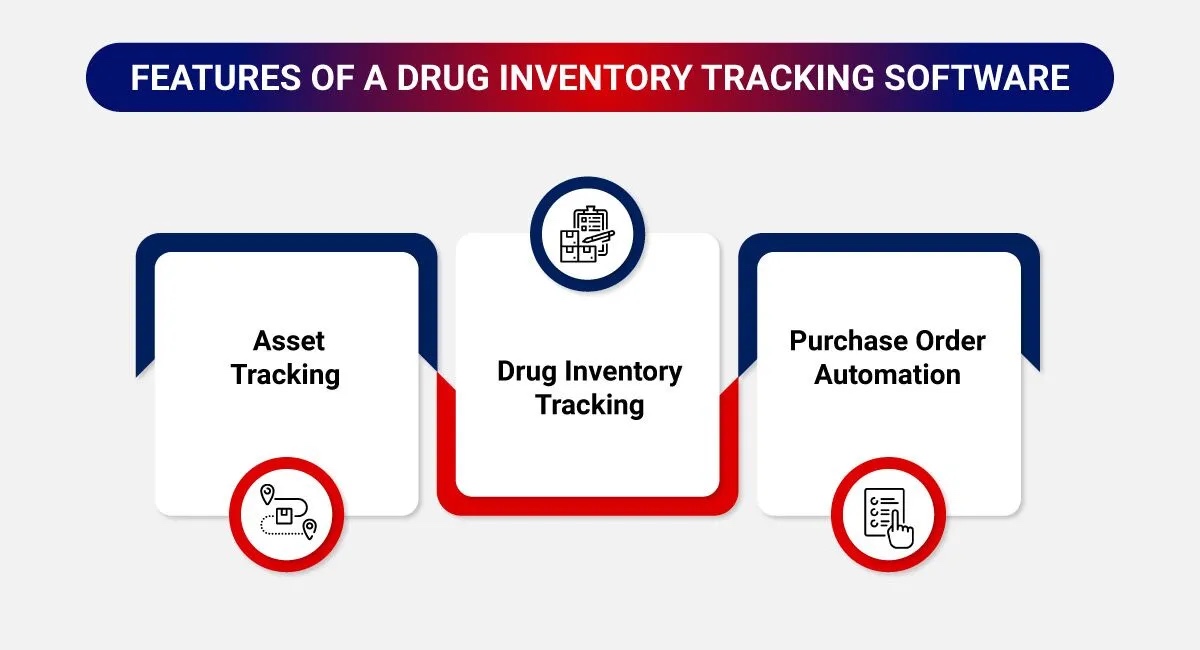 FEATURES OF A DRUG INVENTORY TRACKING SOFTWARE
Asset
Tracking
Drug Inventory
Tracking
Purchase Order
Automation